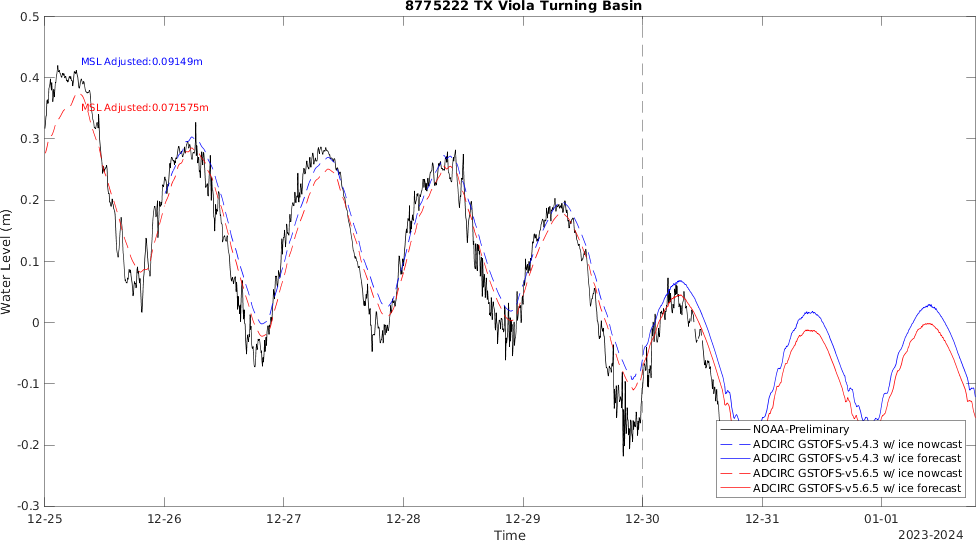 8775222 TX Viola Turning Basin
MSL Adjusted:0.09149m
MSL Adjusted:0.071575m
Water Level (m)
0.5
0.4
0.3
0.2
0.1
0
-0.1
-0.2
-0.3
NOAA-Preliminary
ADCIRC GSTOFS-v5.4.3 w/ ice nowcast
ADCIRC GSTOFS-v5.4.3 w/ ice forecast
ADCIRC GSTOFS-v5.6.5 w/ ice nowcast
ADCIRC GSTOFS-v5.6.5 w/ ice forecast
12-25 12-26 12-27 12-28 12-29 12-30 12-31 01-01
Time
2023-2024